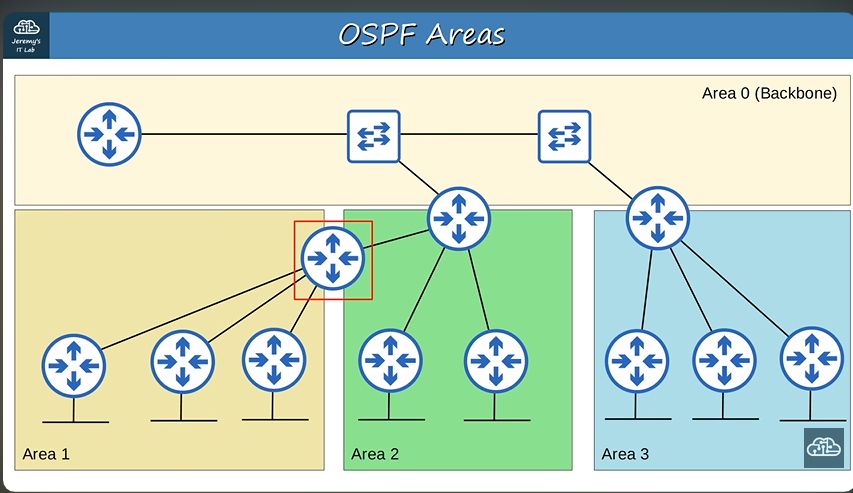 Jeremy's
IT Lab
OSPF Areas
Area 0 (Backbone)
Area 1
Area 2
Area 3